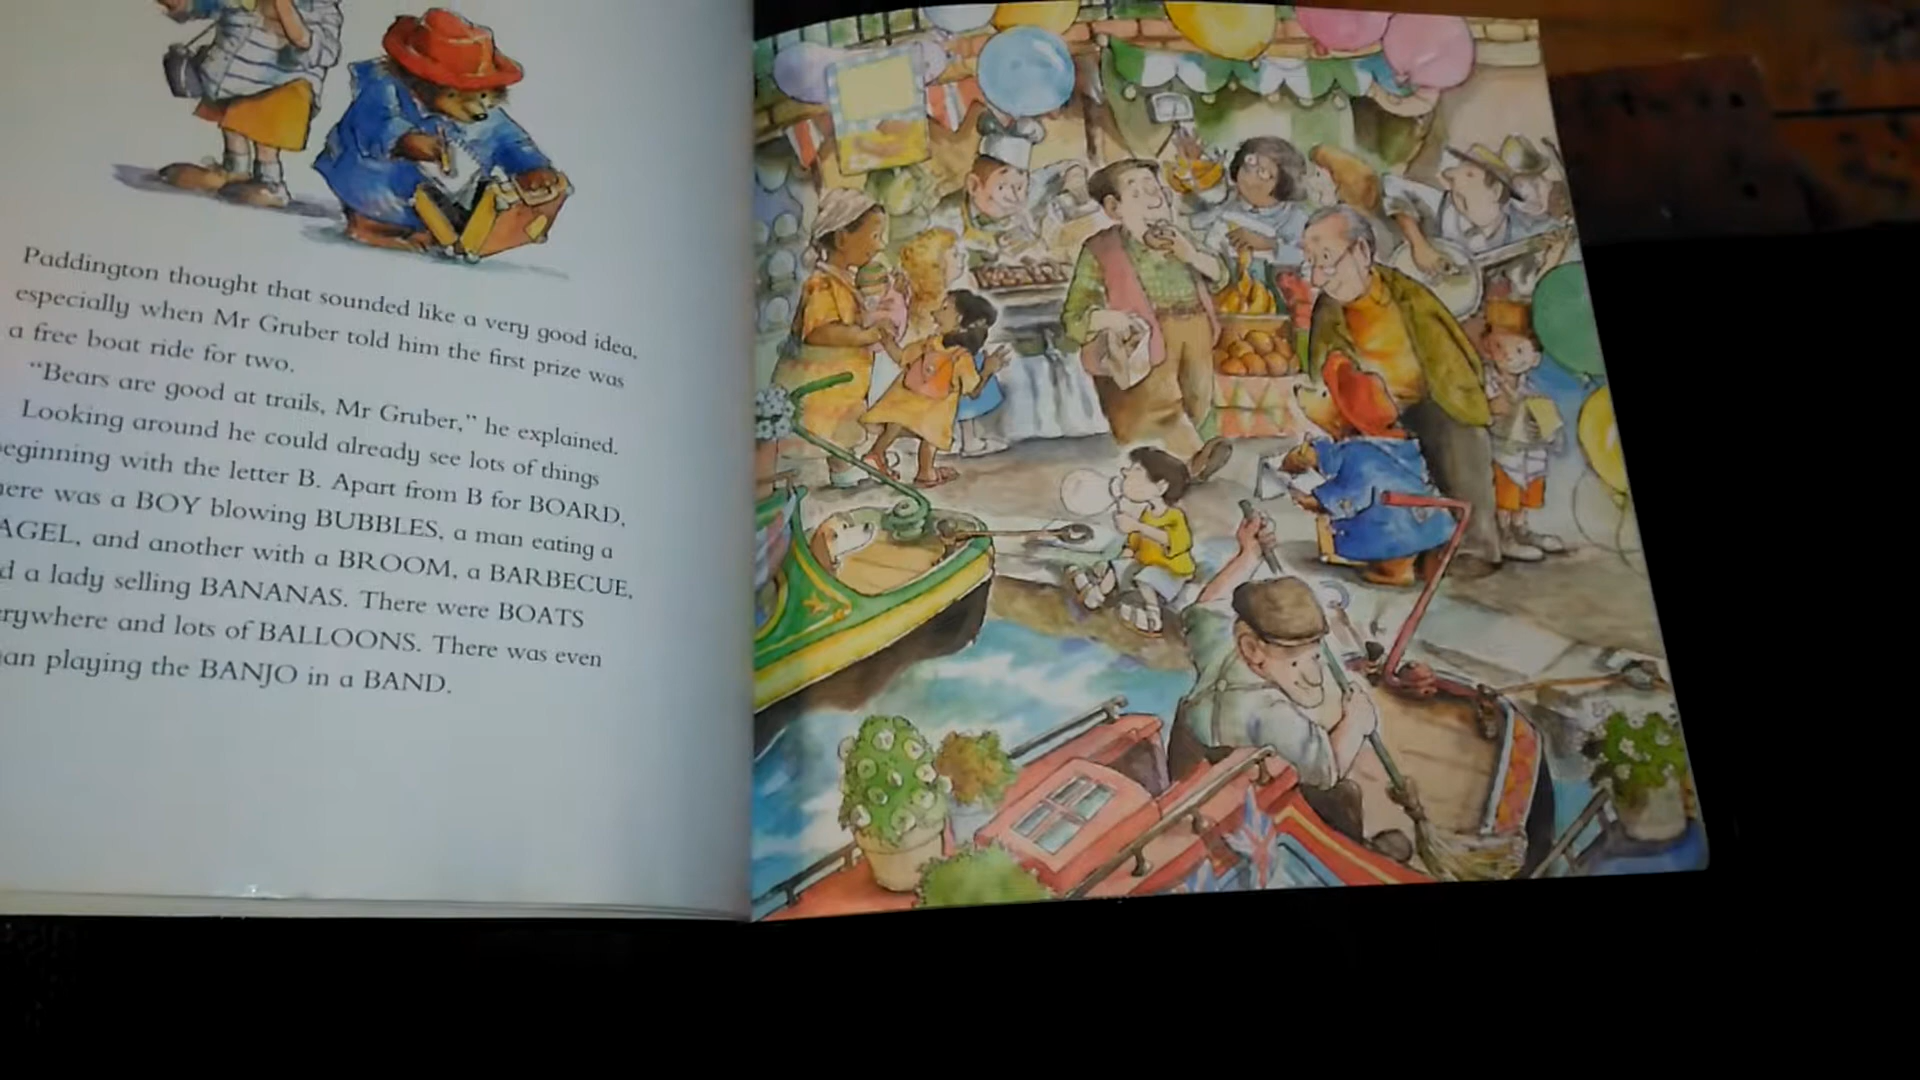 Paddington thought that sounded like a very good idea,
especially when Mr Gruber told him the first prize was
a free boat ride for two.
“Bears are good at trails, Mr Gruber,” he explained.
Looking around he could already see lots of things
eginning with the letter B. Apart from B for BOARD,
ere was a BOY blowing BUBBLES, a man eating a
AGEL, and another with a BROOM, a BARBECUE,
d a lady selling BANANAS. There were BOATS
rywhere and lots of BALLOONS. There was even
an playing the BANJO in a BAND.